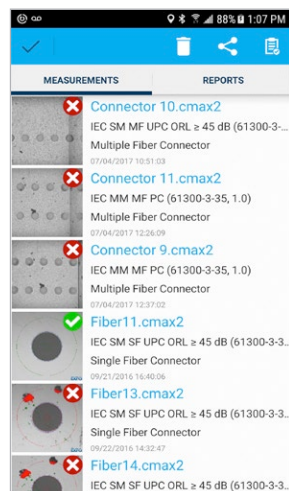 88% 1:07 PM
MEASUREMENTS REPORTS
Connector 10.cmax2
IEC SM MF UPC ORL ≥ 45 dB (61300-3-...
Multiple Fiber Connector
07/04/2017 10:51:03
Connector 11.cmax2
IEC MM MF PC (61300-3-35, 1.0)
Multiple Fiber Connector
07/04/2017 12:26:09
Connector 9.cmax2
IEC MM MF PC (61300-3-35, 1.0)
Multiple Fiber Connector
07/04/2017 12:37:02
Fiber11.cmax2
IEC SM SF UPC ORL ≥ 45 dB (61300-3-3...
Single Fiber Connector
09/21/2016 16:40:06
Fiber13.cmax2
IEC SM SF UPC ORL ≥ 45 dB (61300-3-3...
Single Fiber Connector
09/22/2016 14:32:47
Fiber14.cmax2
IEC SM SF UPC ORL ≥ 45 dB (61300-3-3...